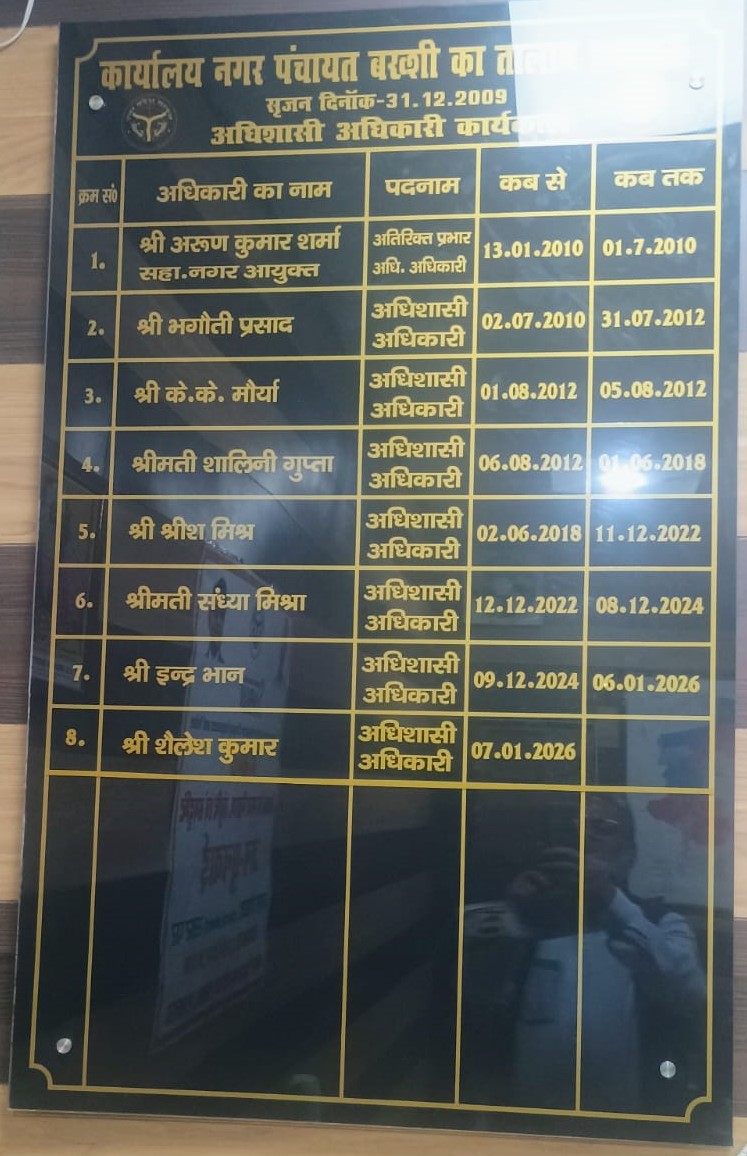 कार्यालय नगर पंचायत बख्शी का
सृजन दिनॉंक-31.12.2009
अधिशासी अधिकारी
क्रम सं० अधिकारी का नाम पदनाम कब से कब तक
1. श्री अरूण कुमार शर्मा सहा.नगर आयुक्त अतिरिक्त प्रभार अधि. अधिकारी 13.01.2010 01.7.2010
2. श्री भगौती प्रसाद अधिशासी अधिकारी 02.07.2010 31.07.2012
3. श्री के.के. मौर्या अधिशासी अधिकारी 01.08.2012 05.08.2012
4. श्रीमती शालिनी गुप्ता अधिशासी अधिकारी 06.08.2012 01.06.2018
5. श्री श्रीश मिश्र अधिशासी अधिकारी 02.06.2018 11.12.2022
6. श्रीमती संध्या मिश्रा अधिशासी अधिकारी 12.12.2022 08.12.2024
7. श्री इन्द्र भान अधिशासी अधिकारी 09.12.2024 06.01.2026
8. श्री शैलेश कुमार अधिशासी अधिकारी 07.01.2026